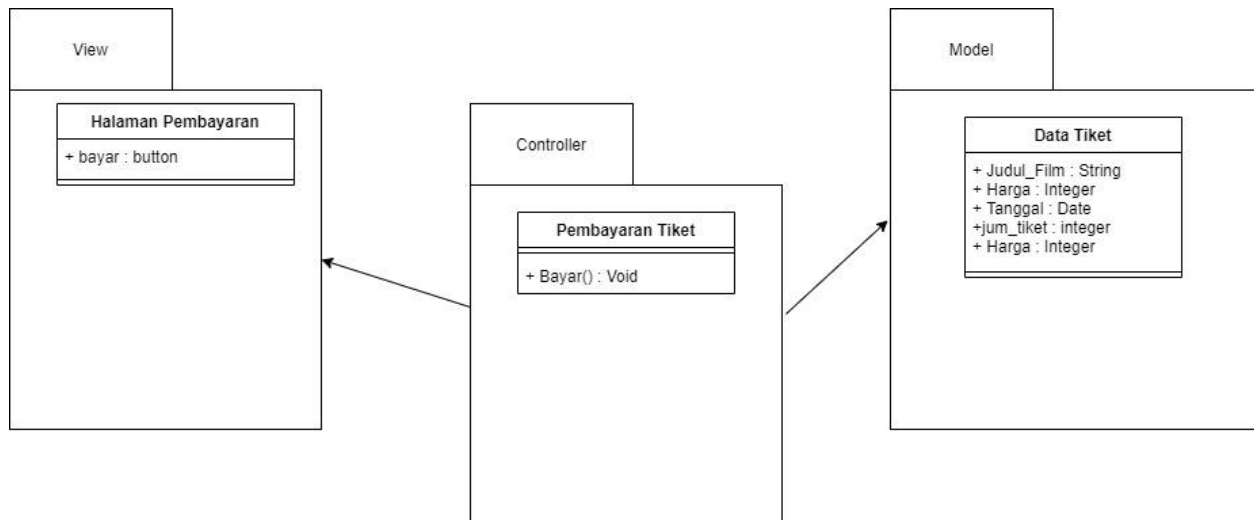 View
Halaman Pembayaran
+ bayar : button
Controller
Pembayaran Tiket
+ Bayar() : Void
Model
Data Tiket
+ Judul_Film : String
+ Harga : Integer
+ Tanggal : Date
+jum_tiket : integer
+ Harga : Integer